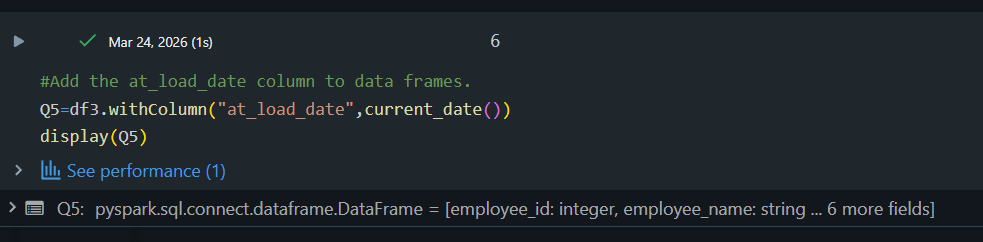 Mar 24, 2026 (1s)
6
#Add the at_load_date column to data frames.
Q5=df3.withColumn("at_load_date",current_date())
display(Q5)
See performance (1)
Q5: pyspark.sql.connect.dataframe.DataFrame = [employee_id: integer, employee_name: string ... 6 more fields]